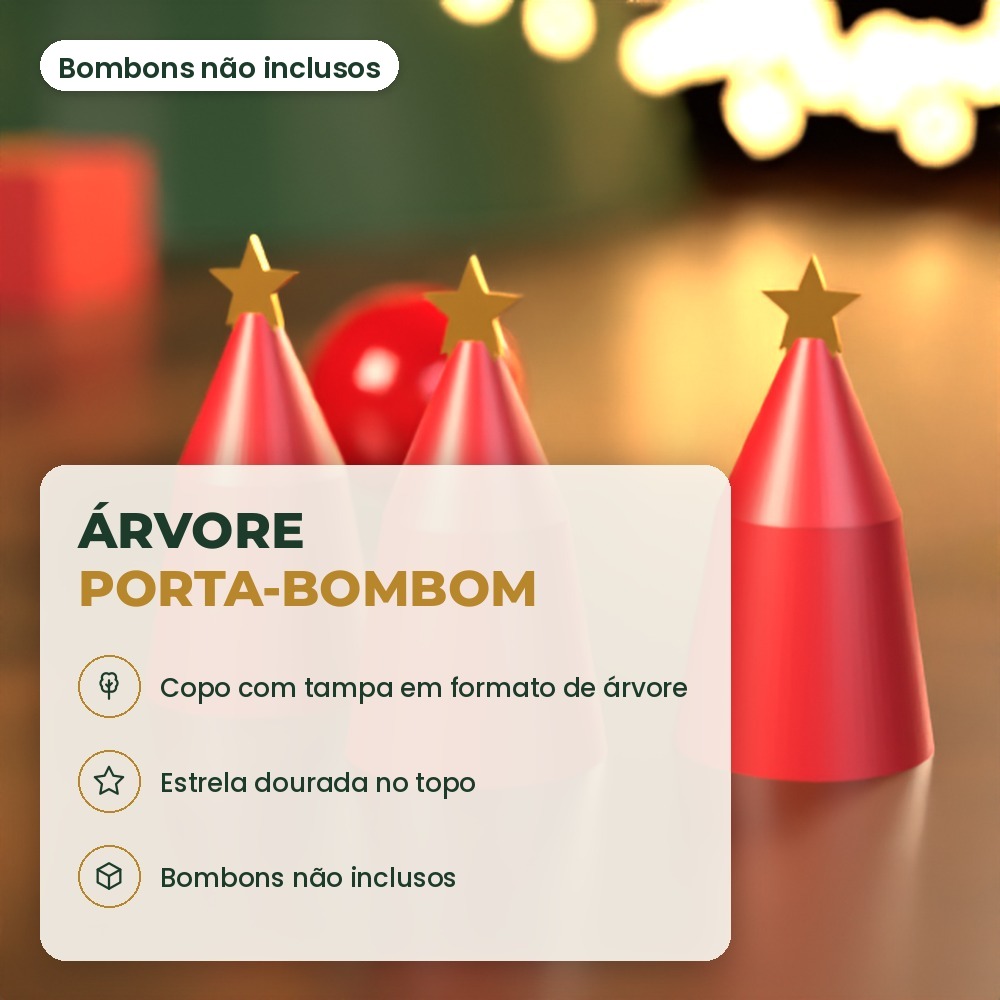 Bombons não inclusos
ÁRVORE
PORTA-BOMBOM
Copo com tampa em formato de árvore
Estrela dourada no topo
Bombons não inclusos